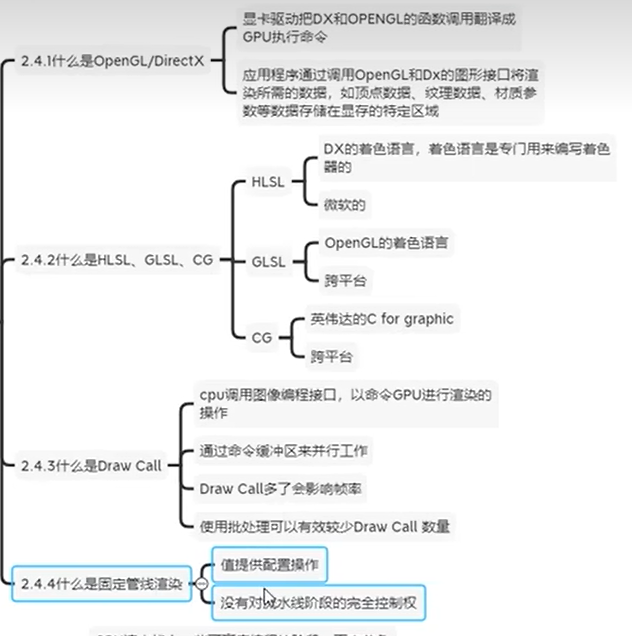 显卡驱动把DX和OPENGL的函数调用翻译成
GPU执行命令
2.4.1什么是OpenGL/DirectX
应用程序通过调用OpenGL和Dx的图形接口将渲
染所需的数据，如顶点数据、纹理数据、材质参
数等数据存储在显存的特定区域
DX的着色语言，着色语言是专门用来编写着色
器的
HLSL
微软的
2.4.2什么是HLSL、GLSL、CG
OpenGL的着色语言
GLSL
跨平台
英伟达的C for graphic
CG
跨平台
cpu调用图像编程接口，以命令GPU进行渲染的
操作
通过命令缓冲区来并行工作
2.4.3什么是Draw Call
Draw Call多了会影响帧率
使用批处理可以有效较少Draw Call 数量
值提供配置操作
2.4.4什么是固定管线渲染
没有对水线阶段的完全控制权